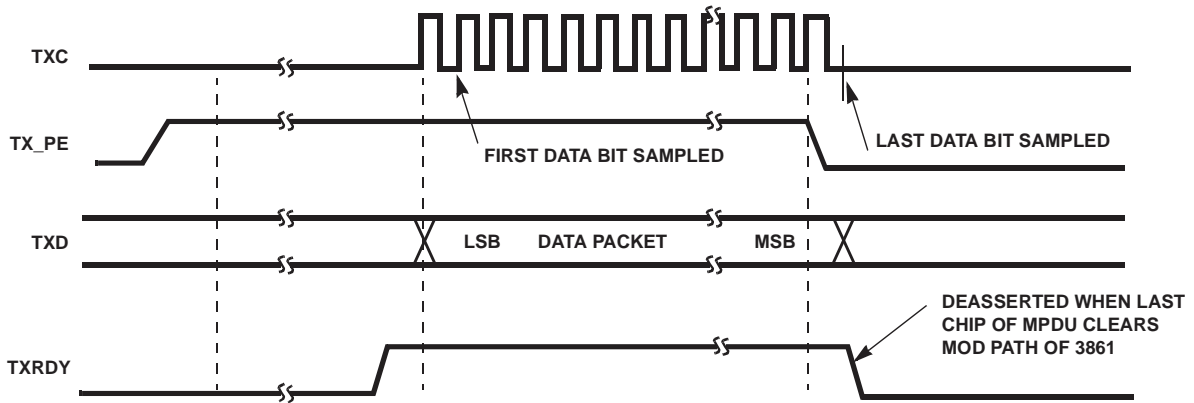 TXC
TX_PE
FIRST DATA BIT SAMPLED
LAST DATA BIT SAMPLED
TXD
LSB DATA PACKET MSB
TXRDY
DEASSERTED WHEN LAST
CHIP OF MPDU CLEARS
MOD PATH OF 3861